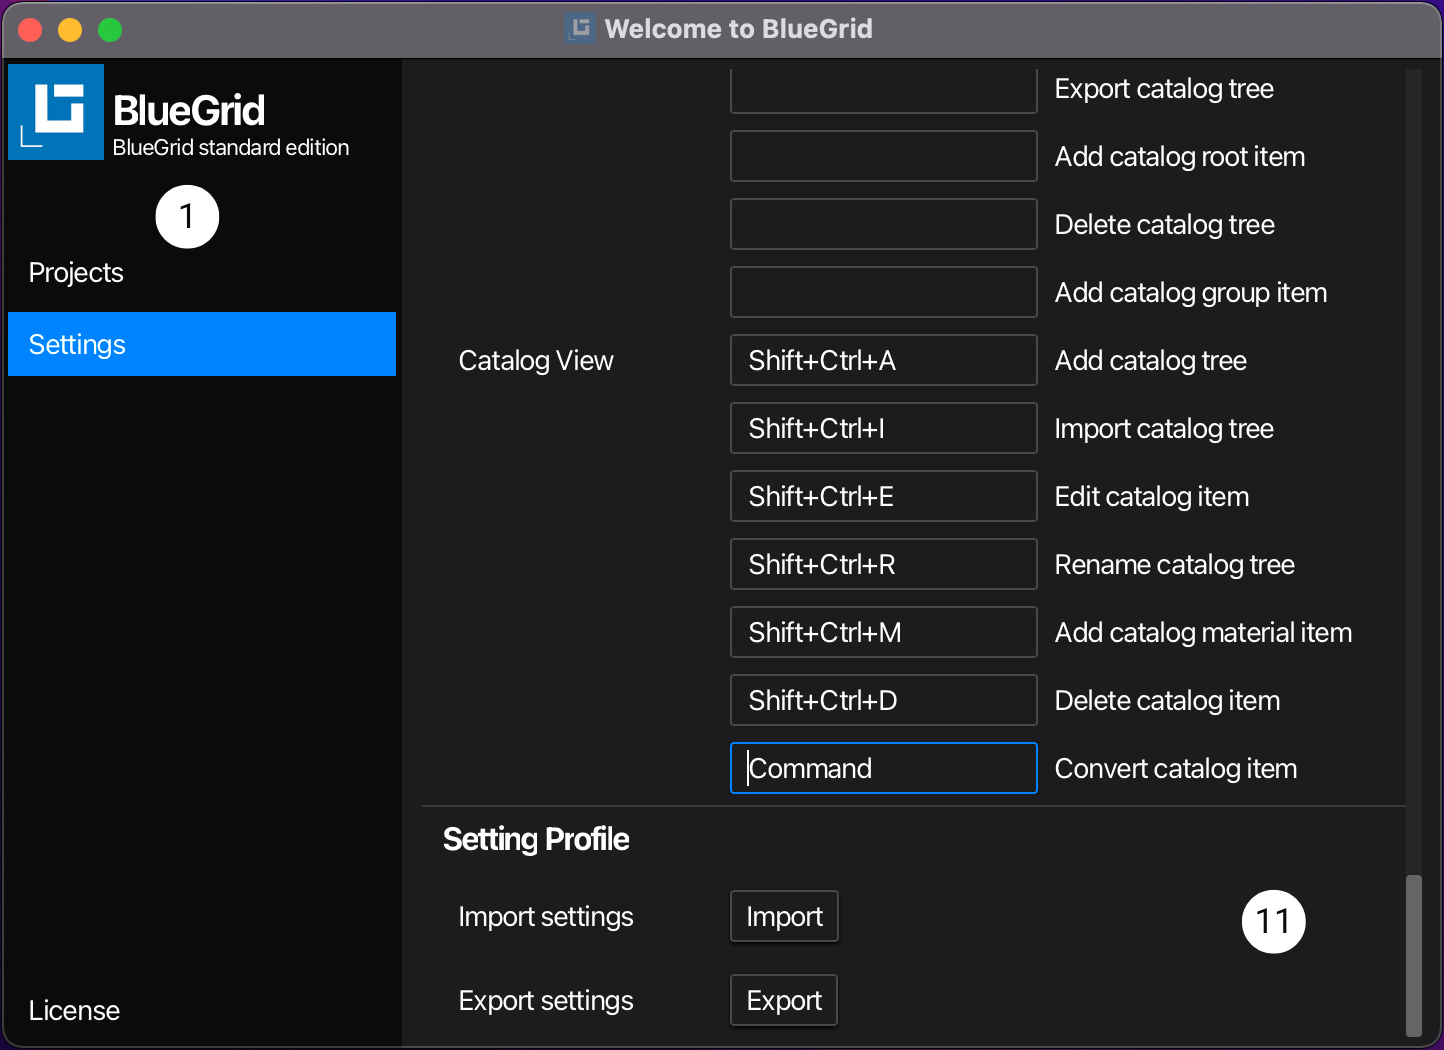 Welcome to BlueGrid
BlueGrid
BlueGrid standard edition
1
Projects
Settings
License
Export catalog tree
Add catalog root item
Delete catalog tree
Add catalog group item
Catalog View
Shift+Ctrl+A Add catalog tree
Shift+Ctrl+I Import catalog tree
Shift+Ctrl+E Edit catalog item
Shift+Ctrl+R Rename catalog tree
Shift+Ctrl+M Add catalog material item
Shift+Ctrl+D Delete catalog item
Command Convert catalog item
Setting Profile
Import settings Import
11
Export settings Export